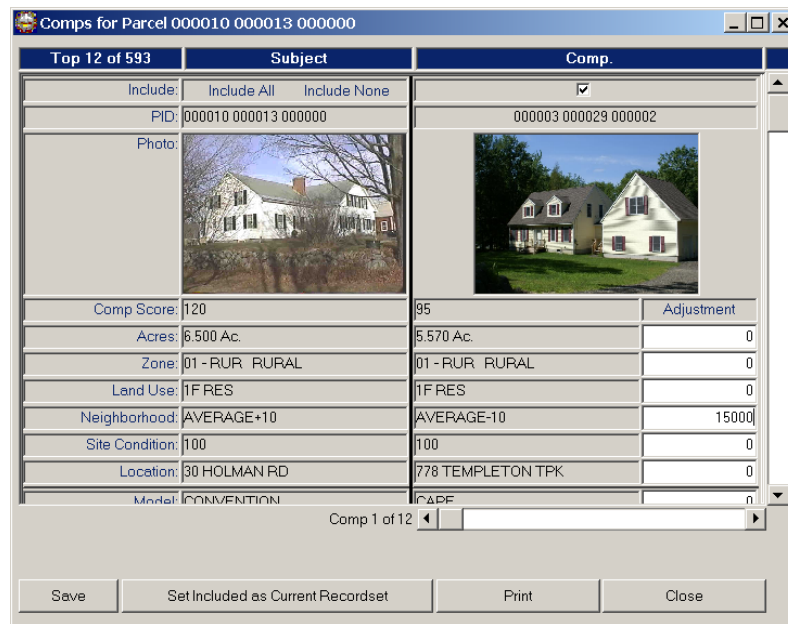 Comps for Parcel 000010 000013 000000
Top 12 of 593 Subject Comp.
Include: Include All Include None
PID: 000010 000013 000000 000003 000029 000002
Photo:
Comp Score: 120 95 Adjustment
Acres: 6.500 Ac. 5.570 Ac. 0
Zone: 01 - RUR RURAL 01 - RUR RURAL 0
Land Use: 1F RES 1F RES 0
Neighborhood: AVERAGE+10 AVERAGE-10 15000
Site Condition: 100 100 0
Location: 30 HOLMAN RD 778 TEMPLETON TPK 0
Model: CONVENTION CAPE 0
Comp 1 of 12
Save Set Included as Current Recordset Print Close